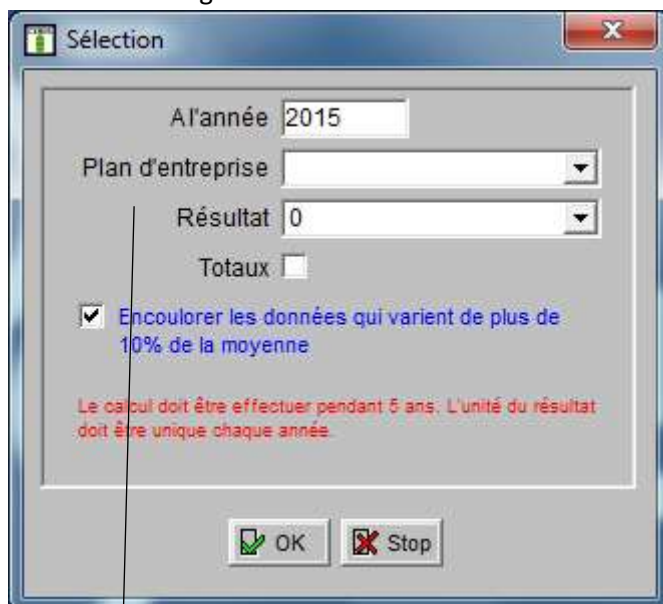 Sélection
A l'année 2015
Plan d'entreprise
Résultat 0
Totaux
Encoulorer les données qui varient de plus de
10% de la moyenne
Le calcul doit être effectuer pendant 5 ans. L'unité du résultat
doit être unique chaque année.
OK Stop